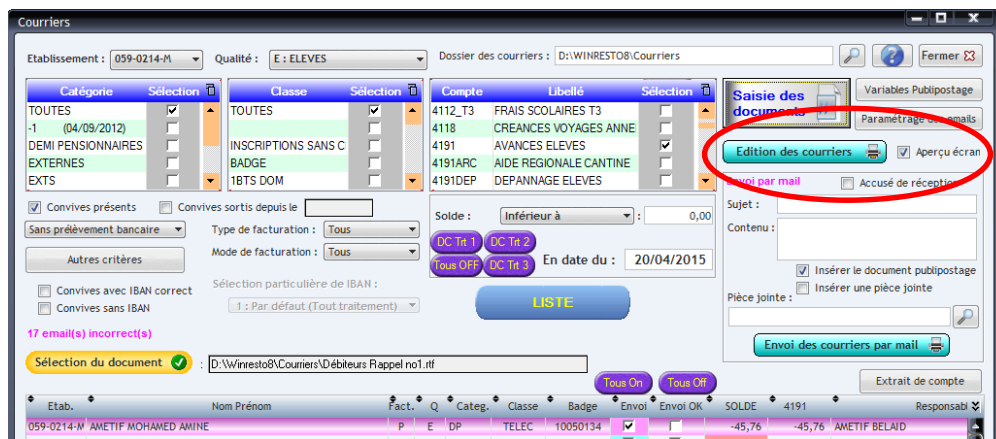 Courriers
Etablissement : 059-0214-M Qualité : E : ELEVES Dossier des courriers : D:\WINRESTO8\Courriers Fermer
Catégorie Sélection Classe Sélection Compte Libellé Sélection
TOUTES TOUTES 4112_T3 FRAIS SCOLAIRES T3
-1 (04/09/2012) 4118 CREANCES VOYAGES ANNE
DEMI PENSIONNAIRES INSCRIPTIONS SANS C 4191 AVANCES ELEVES
EXTERNES BADGE 4191ARC AIDE REGIONALE CANTINE
EXTS 1BTS DOM 4191DEP DEPANNAGE ELEVES
Saisie des documents Variables Publipostage
Paramétrage des emails
Edition des courriers Aperçu écran
Envoi par mail Accusé de réception
Convives présents Convives sortis depuis le
Sans prélèvement bancaire Type de facturation : Tous
Autres critères Mode de facturation : Tous
Solde : Inférieur à : 0,00
DC Trt 1 DC Trt 2
Tous OFF DC Trt 3 En date du : 20/04/2015
Sujet :
Contenu :
Convives avec IBAN correct Sélection particulière de IBAN :
Convives sans IBAN 1 : Par défaut (Tout traitement)
LISTE
Insérer le document publipostage
Insérer une pièce jointe
Pièce jointe :
17 email(s) incorrect(s)
Envoi des courriers par mail
Sélection du document : D:\Winresto8\Courriers\Débiteurs Rappel no1.rtf
Tous On Tous Off Extrait de compte
Etab. Nom Prénom Fact. Q Categ. Classe Badge Envoi Envoi OK SOLDE 4191 Responsabl
059-0214-M AMETIF MOHAMED AMINE P E DP TELEC 10050134 -45,76 -45,76 AMETIF BELAID